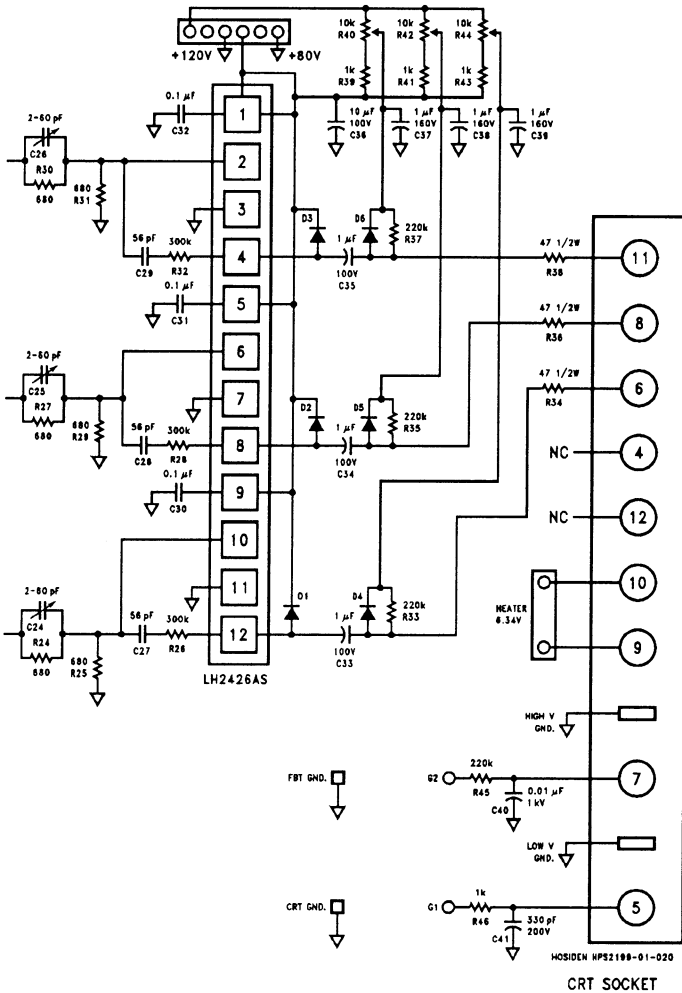 +120V +80V
10k
R40
10k
R42
10k
R44
1k
R39
1k
R41
1k
R43
0.1 µF
C32
1
10 µF
100V
C36
1 µF
160V
C37
1 µF
160V
C38
1 µF
160V
C39
2-60 pF
C26
R30
680
680
R31
2
3
56 pF
C29
300k
R32
4
D3
1 µF
100V
C35
D6
220k
R37
47 1/2W
R38
11
0.1 µF
C31
5
47 1/2W
R36
8
2-60 pF
C25
R27
680
680
R29
6
7
47 1/2W
R34
6
56 pF
C28
300k
R28
8
D2
1 µF
100V
C34
D5
220k
R35
NC
4
0.1 µF
C30
9
NC
12
10
11
HEATER
6.34V
10
9
2-60 pF
C24
R24
680
680
R25
56 pF
C27
300k
R26
12
D1
1 µF
100V
C33
D4
220k
R33
LH2426AS
HIGH V
GND.
FBT GND.
G2
220k
R45
0.01 µF
1 kV
C40
7
LOW V
GND.
CRT GND.
G1
1k
R46
330 pF
200V
C41
5
HOSIDEN HPS2199-01-020
CRT SOCKET